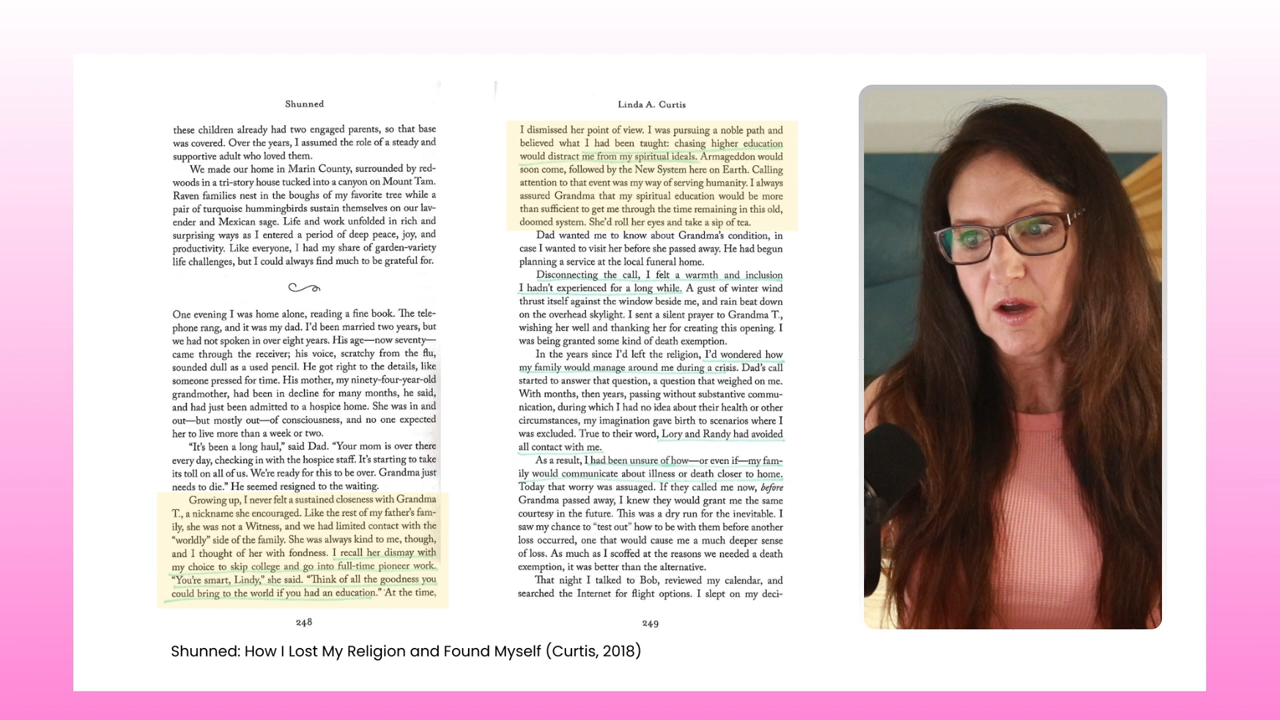 Shunned
these children already had two engaged parents, so that base
was covered. Over the years, I assumed the role of a steady and
supportive adult who loved them.
We made our home in Marin County, surrounded by red-
woods in a tri-story house tucked into a canyon on Mount Tam.
Raven families nest in the boughs of my favorite tree while a
pair of turquoise hummingbirds sustain themselves on our lav-
ender and Mexican sage. Life and work unfolded in rich and
surprising ways as I entered a period of deep peace, joy, and
productivity. Like everyone, I had my share of garden-variety
life challenges, but I could always find much to be grateful for.
One evening I was home alone, reading a fine book. The tele-
phone rang, and it was my dad. I'd been married two years, but
we had not spoken in over eight years. His age—now seventy—
came through the receiver; his voice, scratchy from the flu,
sounded dull as a used pencil. He got right to the details, like
someone pressed for time. His mother, my ninety-four-year-old
grandmother, had been in decline for many months, he said,
and had just been admitted to a hospice home. She was in and
out—but mostly out—of consciousness, and no one expected
her to live more than a week or two.
"It's been a long haul," said Dad. "Your mom is over there
every day, checking in with the hospice staff. It's starting to take
its toll on all of us. We're ready for this to be over. Grandma just
needs to die." He seemed resigned to the waiting.
Growing up, I never felt a sustained closeness with Grandma
T., a nickname she encouraged. Like the rest of my father's fam-
ily, she was not a Witness, and we had limited contact with the
"worldly" side of the family. She was always kind to me, though,
and I thought of her with fondness. I recall her dismay with
my choice to skip college and go into full-time pioneer work.
"You're smart, Lindy," she said. "Think of all the goodness you
could bring to the world if you had an education." At the time,
248
Linda A. Curtis
I dismissed her point of view. I was pursuing a noble path and
believed what I had been taught: chasing higher education
would distract me from my spiritual ideals. Armageddon would
soon come, followed by the New System here on Earth. Calling
attention to that event was my way of serving humanity. I always
assured Grandma that my spiritual education would be more
than sufficient to get me through the time remaining in this old,
doomed system. She'd roll her eyes and take a sip of tea.
Dad wanted me to know about Grandma's condition, in
case I wanted to visit her before she passed away. He had begun
planning a service at the local funeral home.
Disconnecting the call, I felt a warmth and inclusion
I hadn't experienced for a long while. A gust of winter wind
thrust itself against the window beside me, and rain beat down
on the overhead skylight. I sent a silent prayer to Grandma T.,
wishing her well and thanking her for creating this opening. I
was being granted some kind of death exemption.
In the years since I'd left the religion, I'd wondered how
my family would manage around me during a crisis. Dad's call
started to answer that question, a question that weighed on me.
With months, then years, passing without substantive commu-
nication, during which I had no idea about their health or other
circumstances, my imagination gave birth to scenarios where I
was excluded. True to their word, Lory and Randy had avoided
all contact with me.
As a result, I had been unsure of how—or even if—my fam-
ily would communicate about illness or death closer to home.
Today that worry was assuaged. If they called me now, before
Grandma passed away, I knew they would grant me the same
courtesy in the future. This was a dry run for the inevitable. I
saw my chance to "test out" how to be with them before another
loss occurred, one that would cause me a much deeper sense
of loss. As much as I scoffed at the reasons we needed a death
exemption, it was better than the alternative.
That night I talked to Bob, reviewed my calendar, and
searched the Internet for flight options. I slept on my deci-
249
Shunned: How I Lost My Religion and Found Myself (Curtis, 2018)